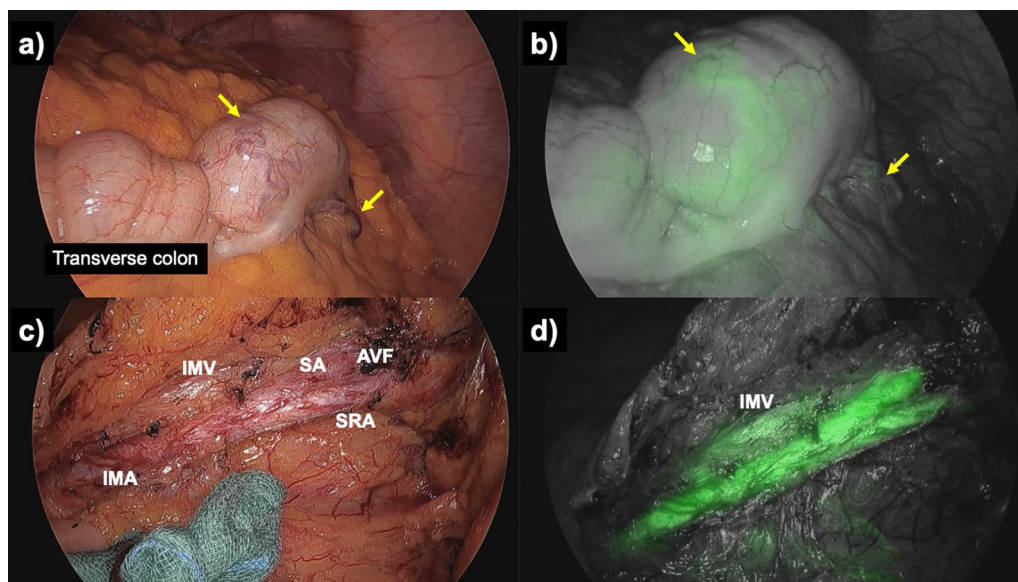 a)
b)
Transverse colon
c)
IMV
SA
AVF
SRA
IMA
d)
IMV